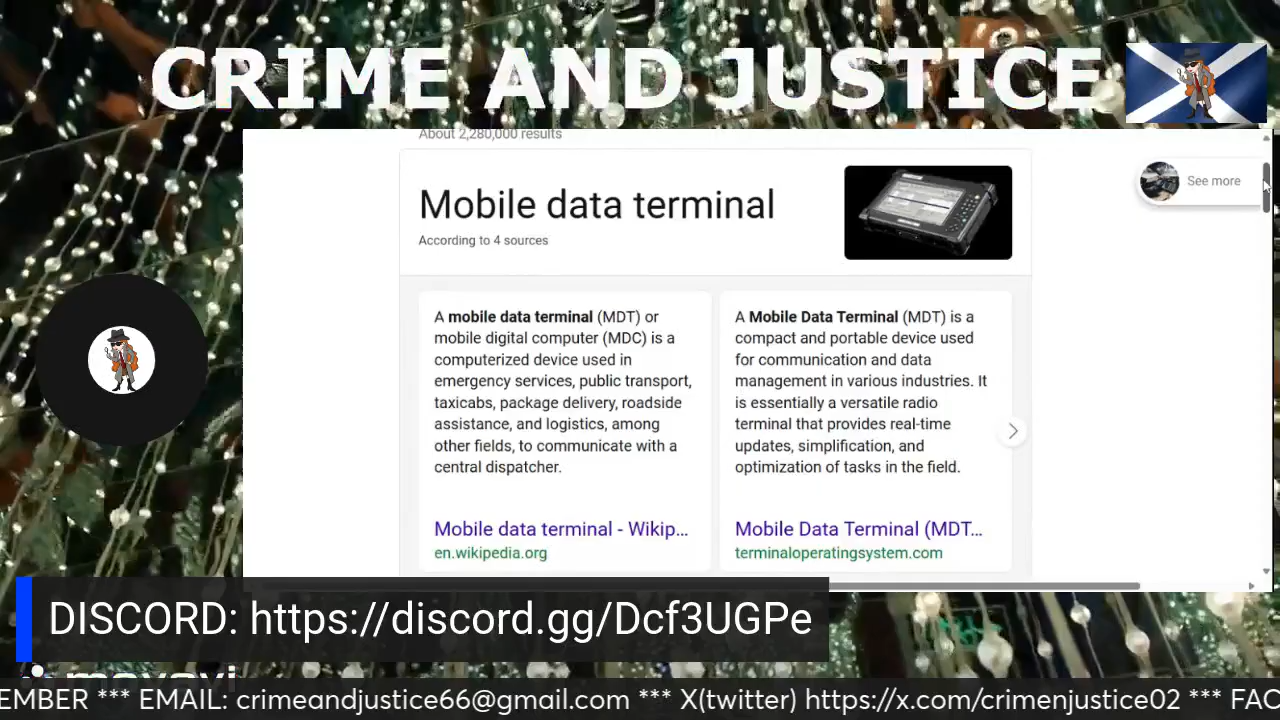 CRIME AND JUSTICE
About 2,280,000 results
See more
Mobile data terminal
According to 4 sources
A mobile data terminal (MDT) or
mobile digital computer (MDC) is a
computerized device used in
emergency services, public transport,
taxicabs, package delivery, roadside
assistance, and logistics, among
other fields, to communicate with a
central dispatcher.
Mobile data terminal - Wikip...
en.wikipedia.org
A Mobile Data Terminal (MDT) is a
compact and portable device used
for communication and data
management in various industries. It
is essentially a versatile radio
terminal that provides real-time
updates, simplification, and
optimization of tasks in the field.
Mobile Data Terminal (MDT...
terminaloperatingsystem.com
DISCORD: https://discord.gg/Dcf3UGPe
EMBER *** EMAIL: crimeandjustice66@gmail.com *** X(twitter) https://x.com/crimenjustice02 *** FAC